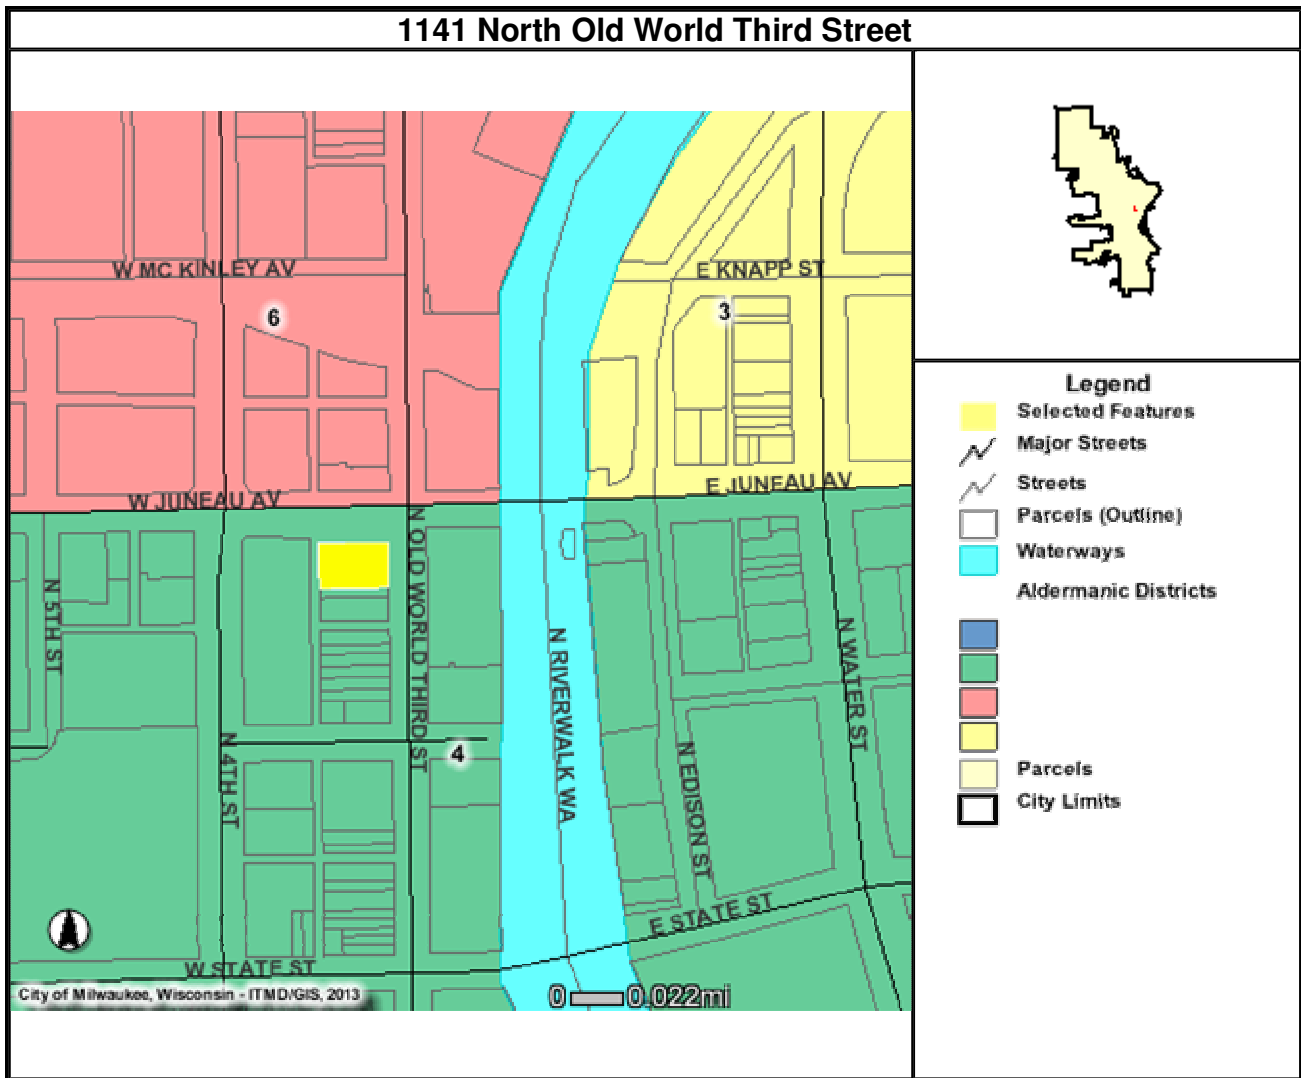 1141 North Old World Third Street
W MC KINLEY AV
E KNAPP ST
6
3
W JUNEAU AV
E JUNEAU AV
N 5TH ST
N 4TH ST
N OLD WORLD THIRD ST
N RIVERWALK WA
N EDISON ST
N WATER ST
4
E STATE ST
W STATE ST
City of Milwaukee, Wisconsin - ITMD/GIS, 2013
0 0.022mi
Legend
Selected Features
Major Streets
Streets
Parcels (Outline)
Waterways
Aldermanic Districts
Parcels
City Limits